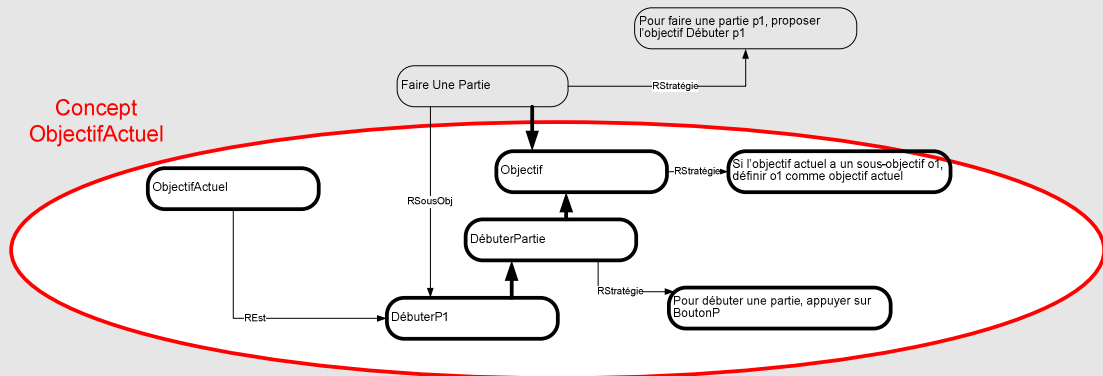 Pour faire une partie p1, proposer
l'objectif Débuter p1
Faire Une Partie
RStratégie
Concept
ObjectifActuel
Objectif
RStratégie
Si l'objectif actuel a un sous-objectif o1,
définir o1 comme objectif actuel
ObjectifActuel
RSousObj
DébuterPartie
RStratégie
Pour débuter une partie, appuyer sur
BoutonP
REst
DébuterP1